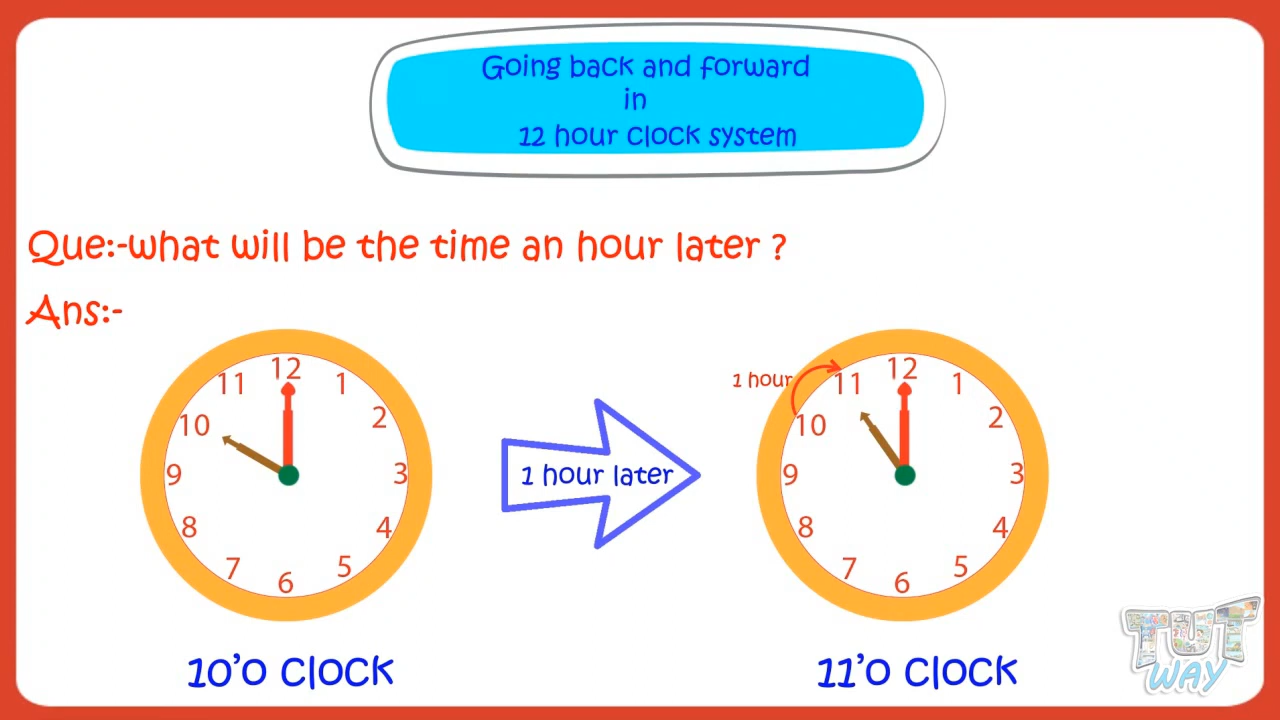 Going back and forward
in
12 hour clock system
Que:-what will be the time an hour later ?
Ans:-
12
11
1
10
2
9
3
8
4
7
5
6
1 hour later
1 hour
12
11
1
10
2
9
3
8
4
7
5
6
10'o clock
11'o clock
TUT
WAY